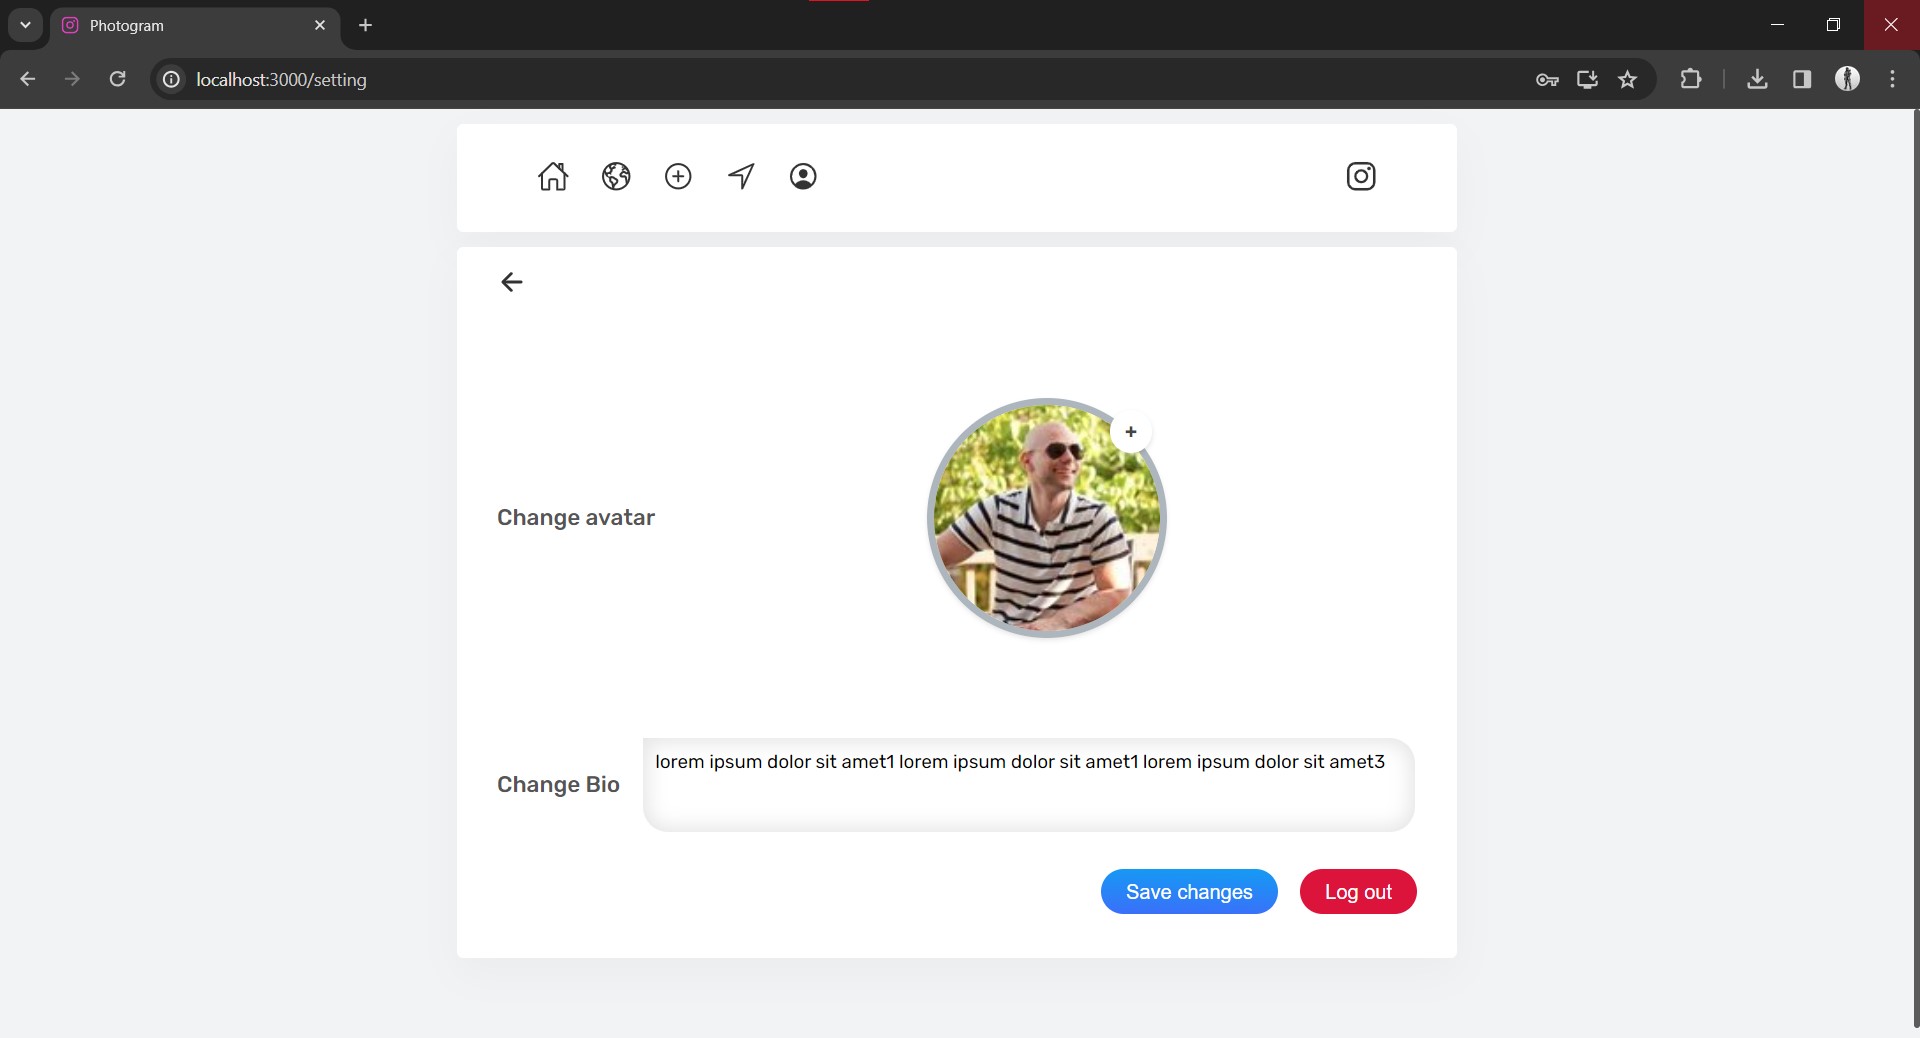 Photogram
localhost:3000/setting
Change avatar
Change Bio
lorem ipsum dolor sit amet1 lorem ipsum dolor sit amet1 lorem ipsum dolor sit amet3
Save changes
Log out